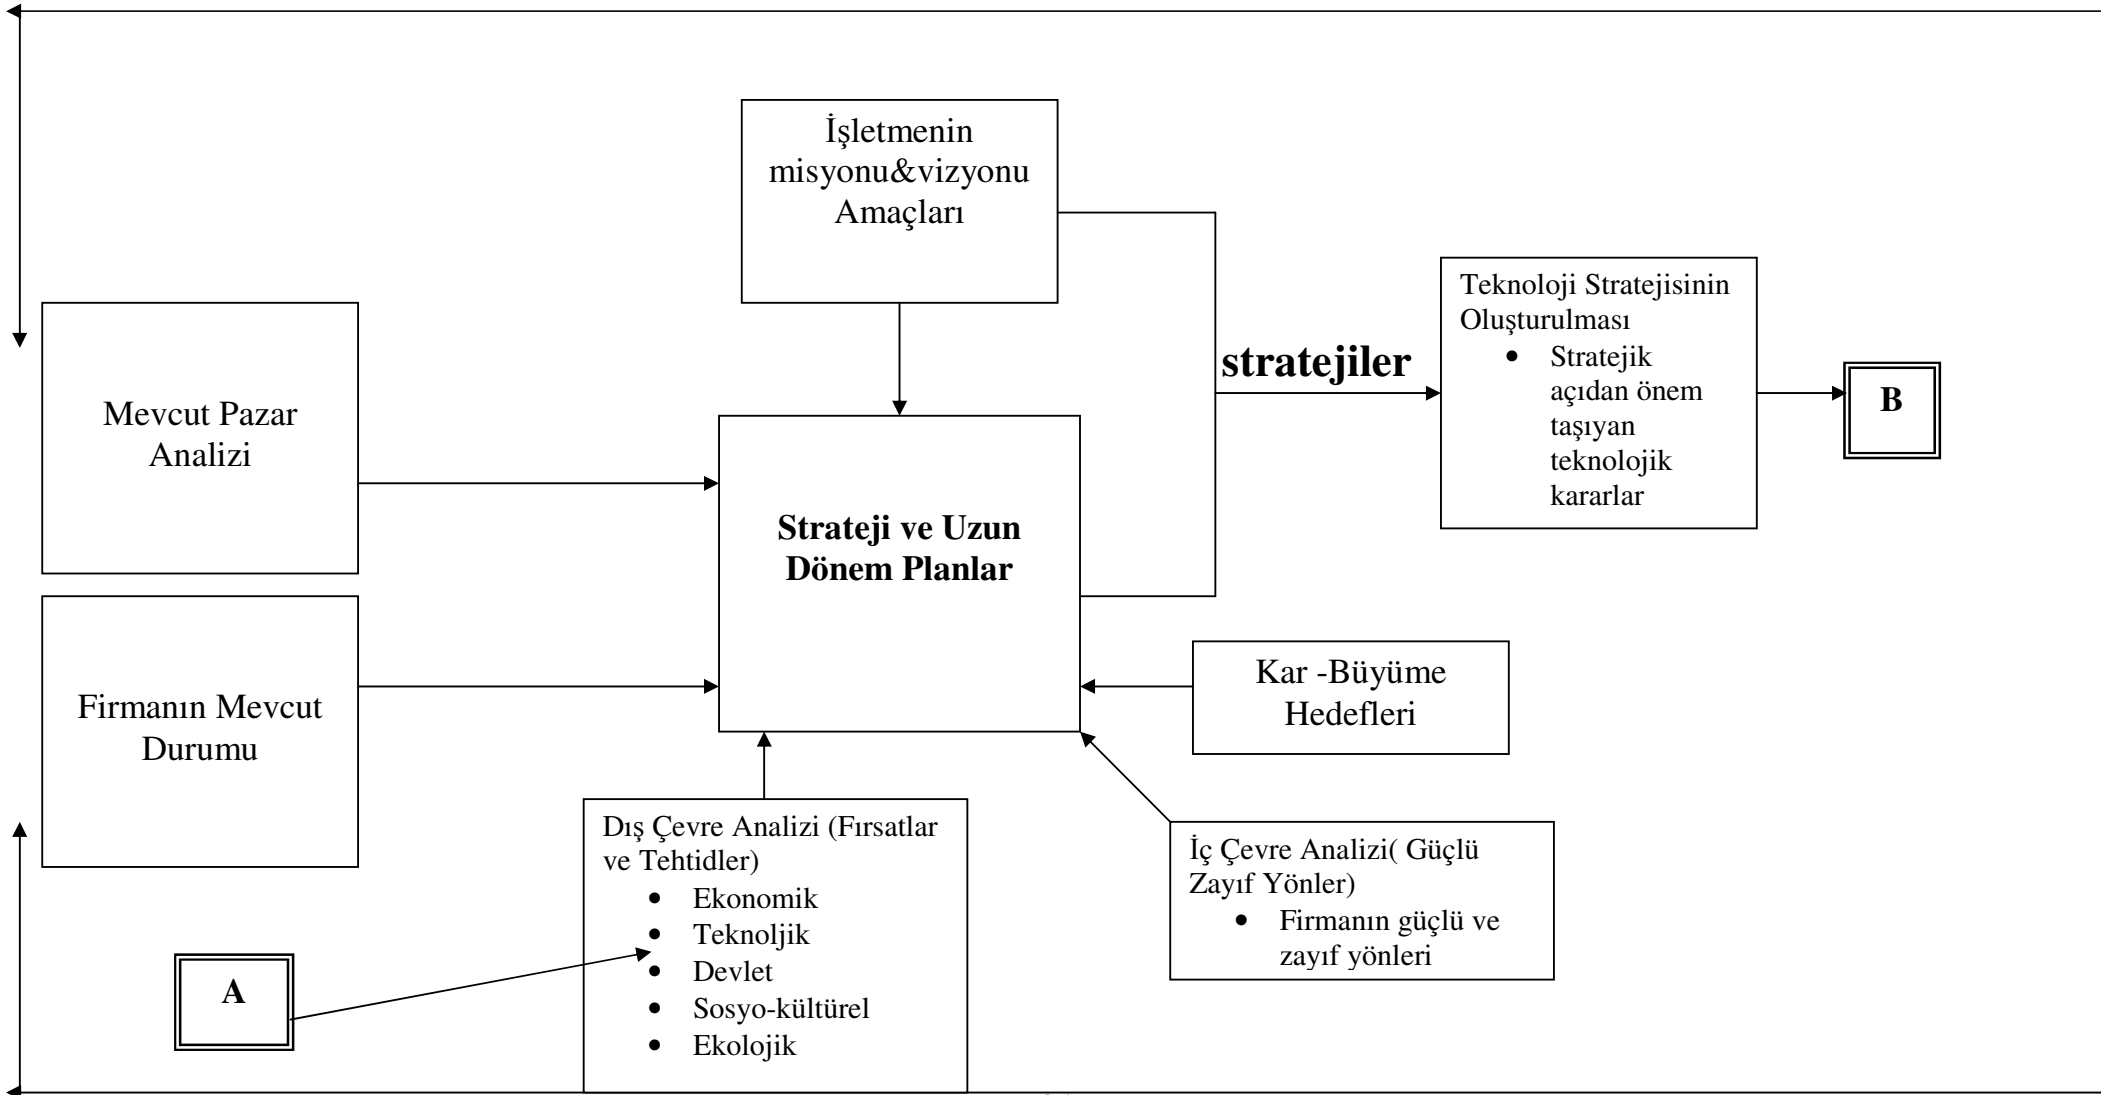 İşletmenin
misyonu&vizyonu
Amaçları
Teknoloji Stratejisinin
Oluşturulması
• Stratejik
açıdan önem
taşıyan
teknolojik
kararlar
stratejiler
B
Mevcut Pazar
Analizi
Strateji ve Uzun
Dönem Planlar
Firmanın Mevcut
Durumu
Kar -Büyüme
Hedefleri
Dış Çevre Analizi (Fırsatlar
ve Tehtidler)
• Ekonomik
• Teknoljik
• Devlet
• Sosyo-kültürel
• Ekolojik
İç Çevre Analizi( Güçlü
Zayıf Yönler)
• Firmanın güçlü ve
zayıf yönleri
A